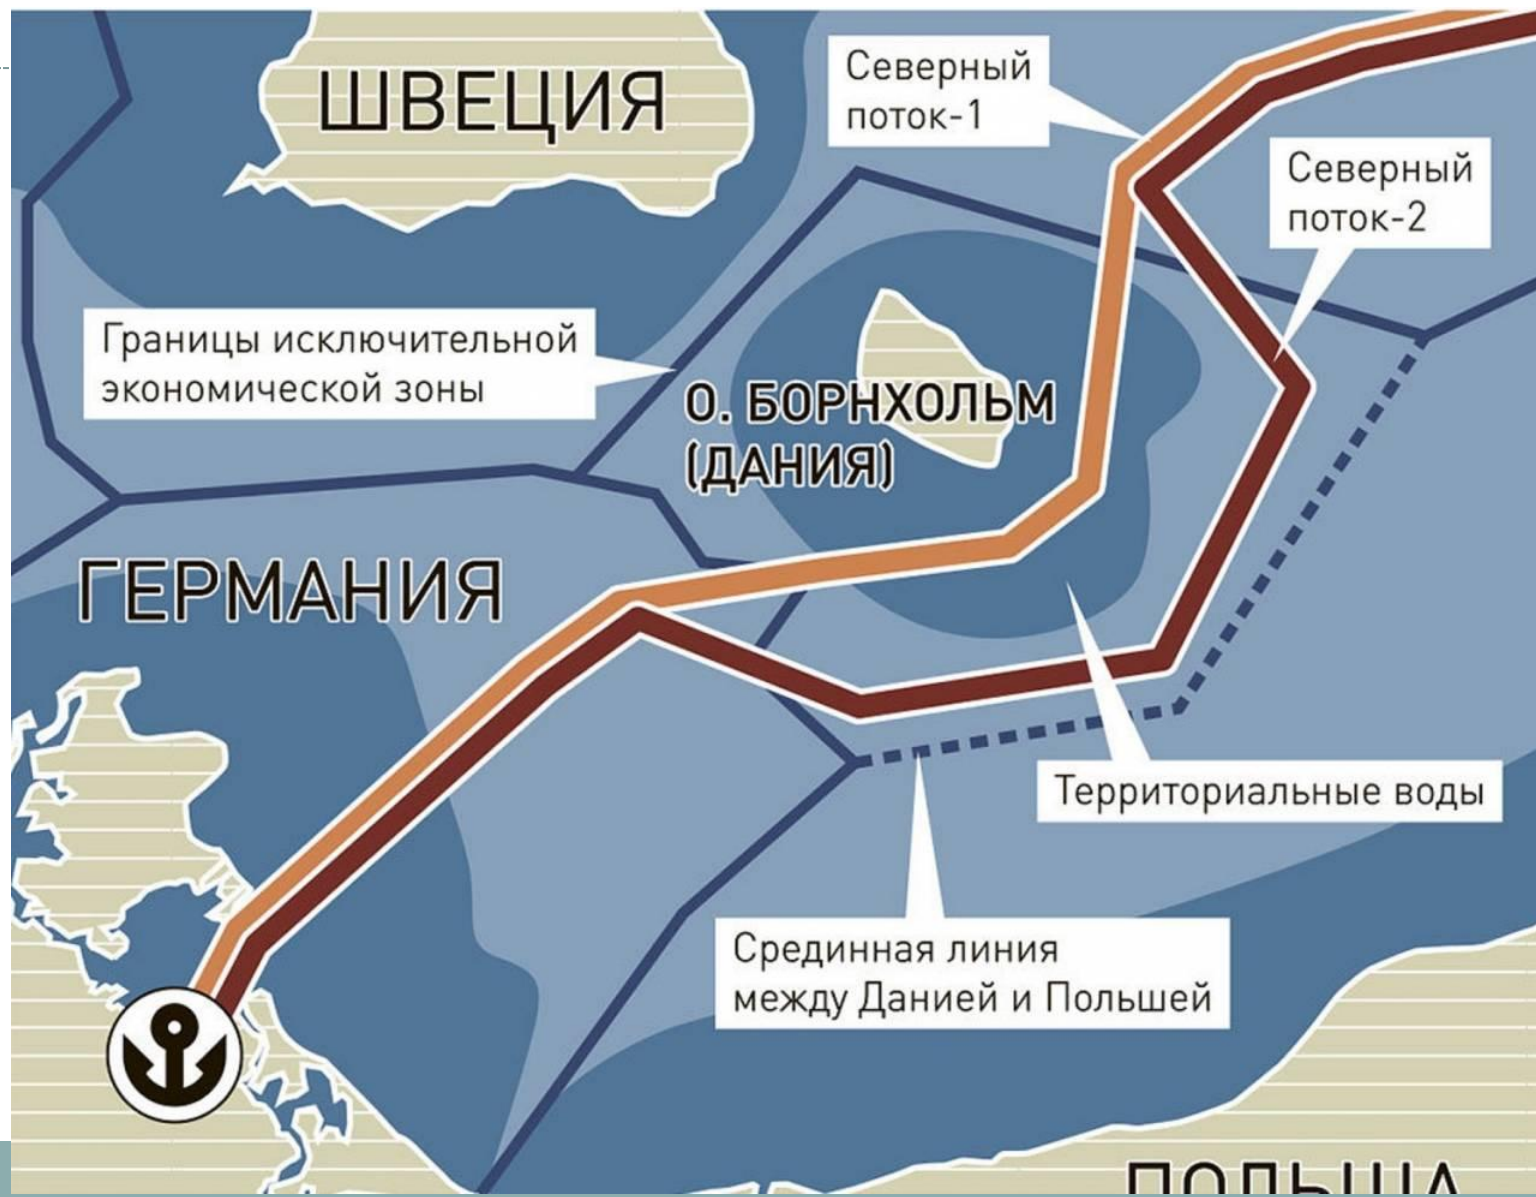 ШВЕЦИЯ
Северный
поток-1
Северный
поток-2
Границы исключительной
экономической зоны
О. БОРНХОЛЬМ
(ДАНИЯ)
ГЕРМАНИЯ
Территориальные воды
Срединная линия
между Данией и Польшей
ПОЛЬША